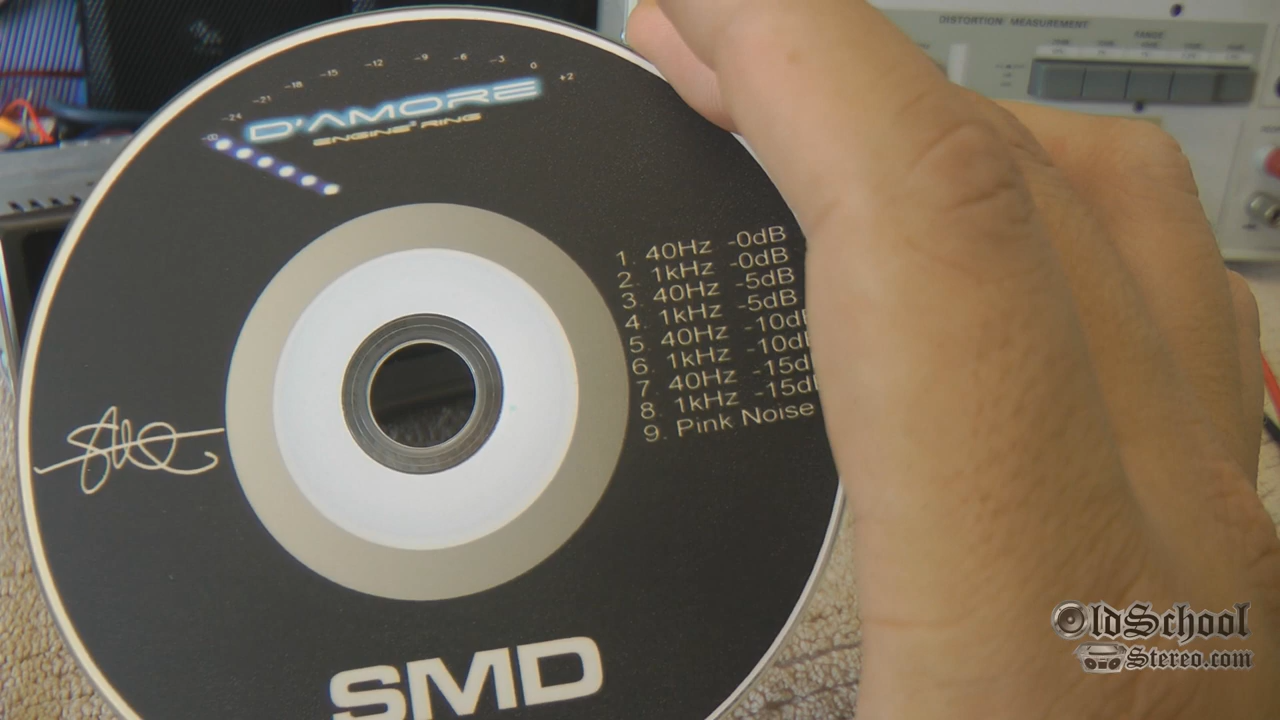 DISTORTION MEASUREMENT
RANGE
-∞ -24 -21 -18 -15 -12 -9 -6 -3 0 +2
D'AMORE
ENGINEERING
1. 40Hz -0dB
2. 1kHz -0dB
3. 40Hz -5dB
4. 1kHz -5dB
5. 40Hz -10dB
6. 1kHz -10dB
7. 40Hz -15dB
8. 1kHz -15dB
9. Pink Noise
SMD
OldSchool
Stereo.com